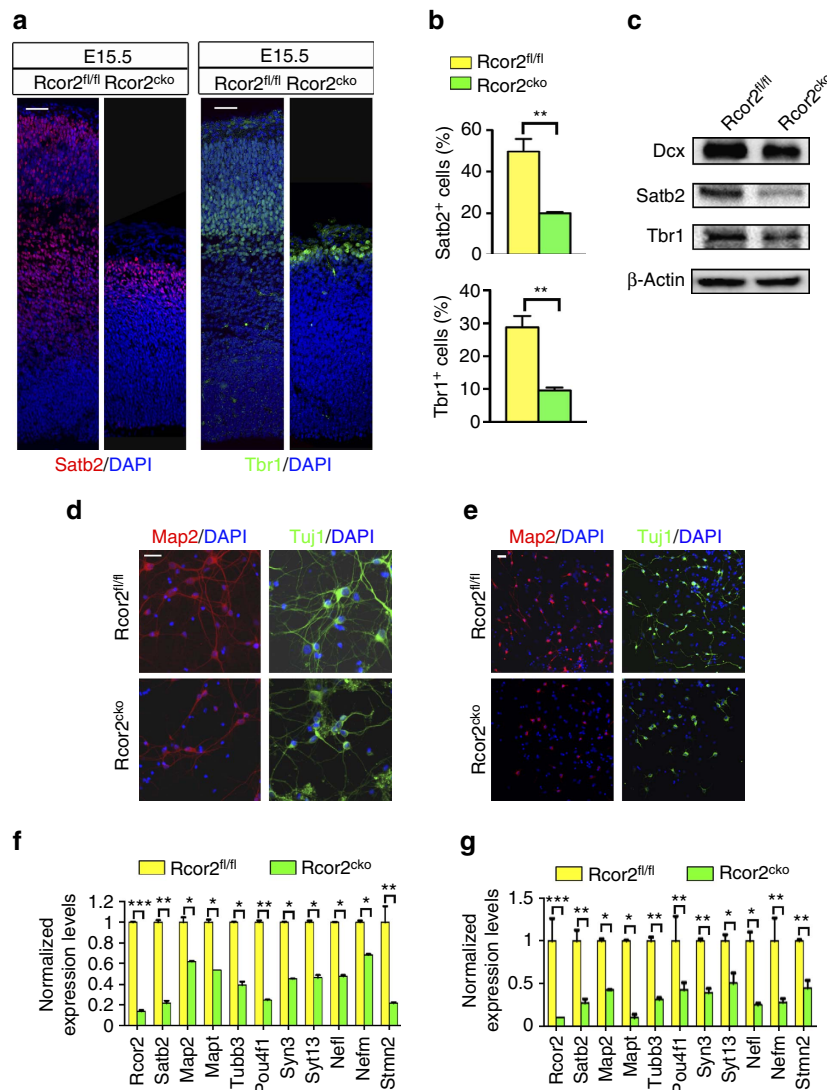 a
E15.5
Rcor2fl/fl Rcor2cko
E15.5
Rcor2fl/fl Rcor2cko
Satb2/DAPI
Tbr1/DAPI
b
Rcor2fl/fl
Rcor2cko
**
Satb2+ cells (%)
60
40
20
0
**
Tbr1+ cells (%)
40
30
20
10
0
c
Rcor2fl/fl
Rcor2cko
Dcx
Satb2
Tbr1
β-Actin
d
Map2/DAPI
Tuj1/DAPI
Rcor2fl/fl
Rcor2cko
e
Map2/DAPI
Tuj1/DAPI
Rcor2fl/fl
Rcor2cko
f
Rcor2fl/fl
Rcor2cko
Normalized
expression levels
1.2
1
0.8
0.6
0.4
0.2
0
*** ** * * * ** * * * * **
Rcor2
Satb2
Map2
Mapt
Tubb3
Pou4f1
Syn3
Syt13
Nefl
Nefm
Stmn2
g
Rcor2fl/fl
Rcor2cko
Normalized
expression levels
1.5
1
0.5
0
*** ** * * ** ** ** * * ** **
Rcor2
Satb2
Map2
Mapt
Tubb3
Pou4f1
Syn3
Syt13
Nefl
Nefm
Stmn2